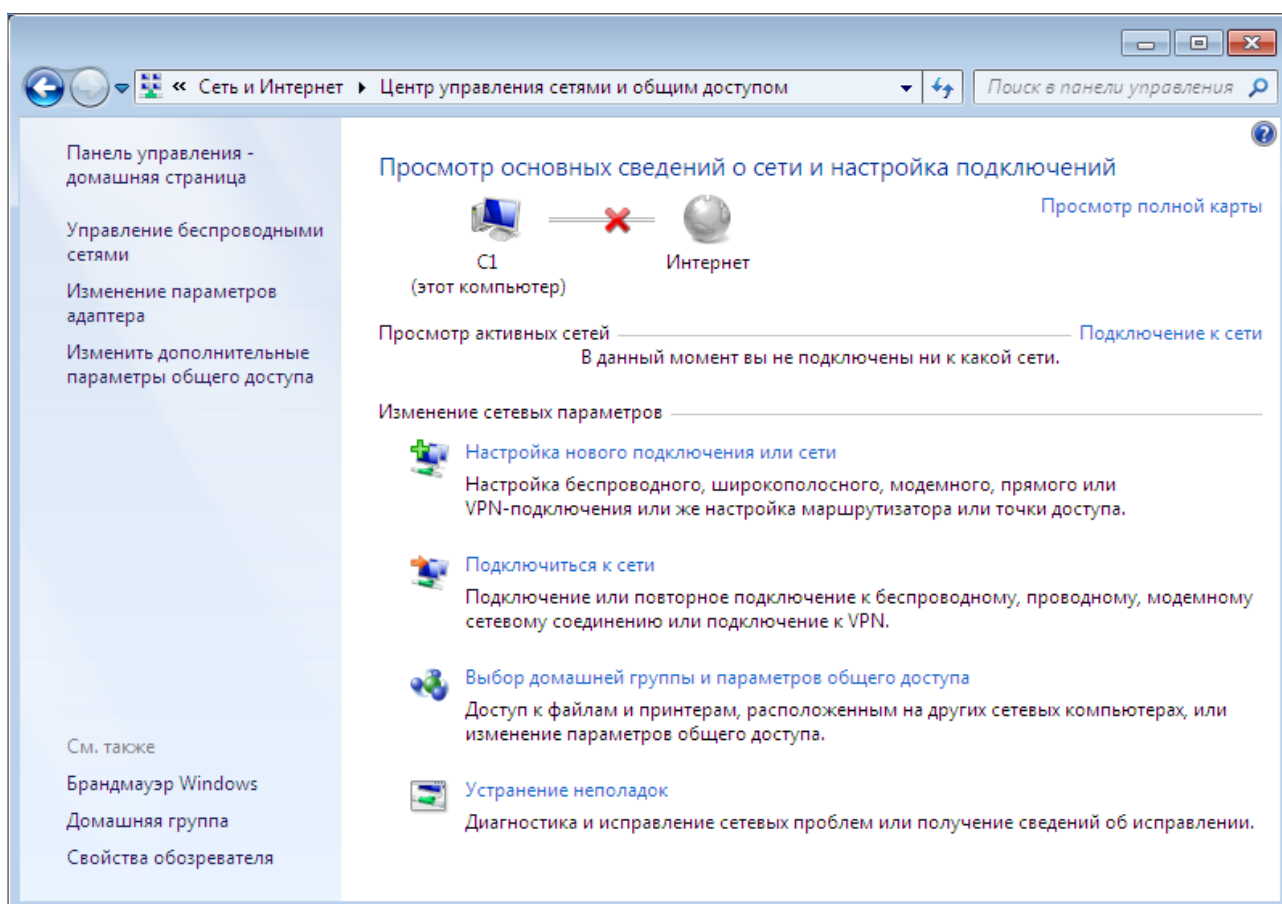 « Сеть и Интернет ▸ Центр управления сетями и общим доступом
Поиск в панели управления
Панель управления -
домашняя страница
Управление беспроводными
сетями
Изменение параметров
адаптера
Изменить дополнительные
параметры общего доступа
См. также
Брандмауэр Windows
Домашняя группа
Свойства обозревателя
Просмотр основных сведений о сети и настройка подключений
Просмотр полной карты
C1
(этот компьютер)
Интернет
Просмотр активных сетей
Подключение к сети
В данный момент вы не подключены ни к какой сети.
Изменение сетевых параметров
Настройка нового подключения или сети
Настройка беспроводного, широкополосного, модемного, прямого или
VPN-подключения или же настройка маршрутизатора или точки доступа.
Подключиться к сети
Подключение или повторное подключение к беспроводному, проводному, модемному
сетевому соединению или подключение к VPN.
Выбор домашней группы и параметров общего доступа
Доступ к файлам и принтерам, расположенным на других сетевых компьютерах, или
изменение параметров общего доступа.
Устранение неполадок
Диагностика и исправление сетевых проблем или получение сведений об исправлении.